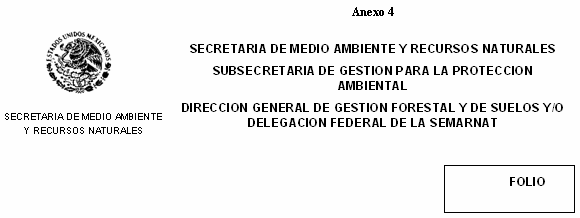 Anexo 4
ESTADOS UNIDOS MEXICANOS
SECRETARIA DE MEDIO AMBIENTE
Y RECURSOS NATURALES
SECRETARIA DE MEDIO AMBIENTE Y RECURSOS NATURALES
SUBSECRETARIA DE GESTION PARA LA PROTECCION
AMBIENTAL
DIRECCION GENERAL DE GESTION FORESTAL Y DE SUELOS Y/O
DELEGACION FEDERAL DE LA SEMARNAT
FOLIO